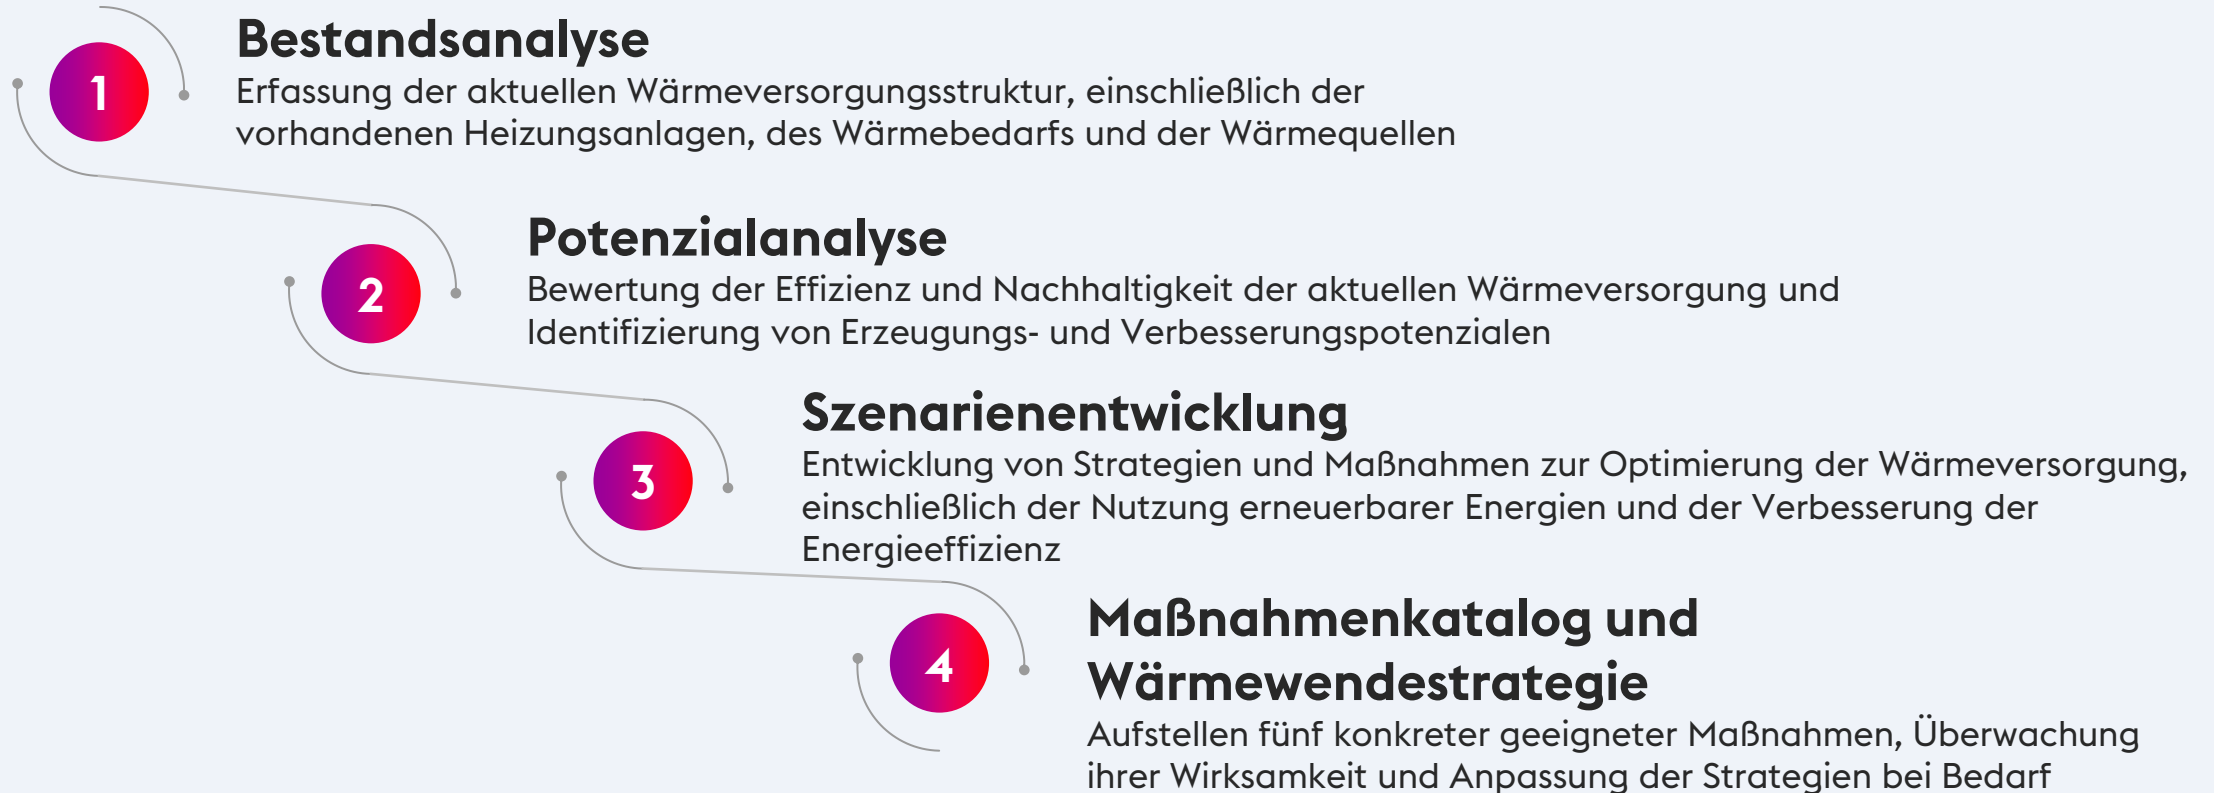 1
Bestandsanalyse
Erfassung der aktuellen Wärmeversorgungsstruktur, einschließlich der
vorhandenen Heizungsanlagen, des Wärmebedarfs und der Wärmequellen
2
Potenzialanalyse
Bewertung der Effizienz und Nachhaltigkeit der aktuellen Wärmeversorgung und
Identifizierung von Erzeugungs- und Verbesserungspotenzialen
3
Szenarienentwicklung
Entwicklung von Strategien und Maßnahmen zur Optimierung der Wärmeversorgung,
einschließlich der Nutzung erneuerbarer Energien und der Verbesserung der
Energieeffizienz
4
Maßnahmenkatalog und
Wärmewendestrategie
Aufstellen fünf konkreter geeigneter Maßnahmen, Überwachung
ihrer Wirksamkeit und Anpassung der Strategien bei Bedarf